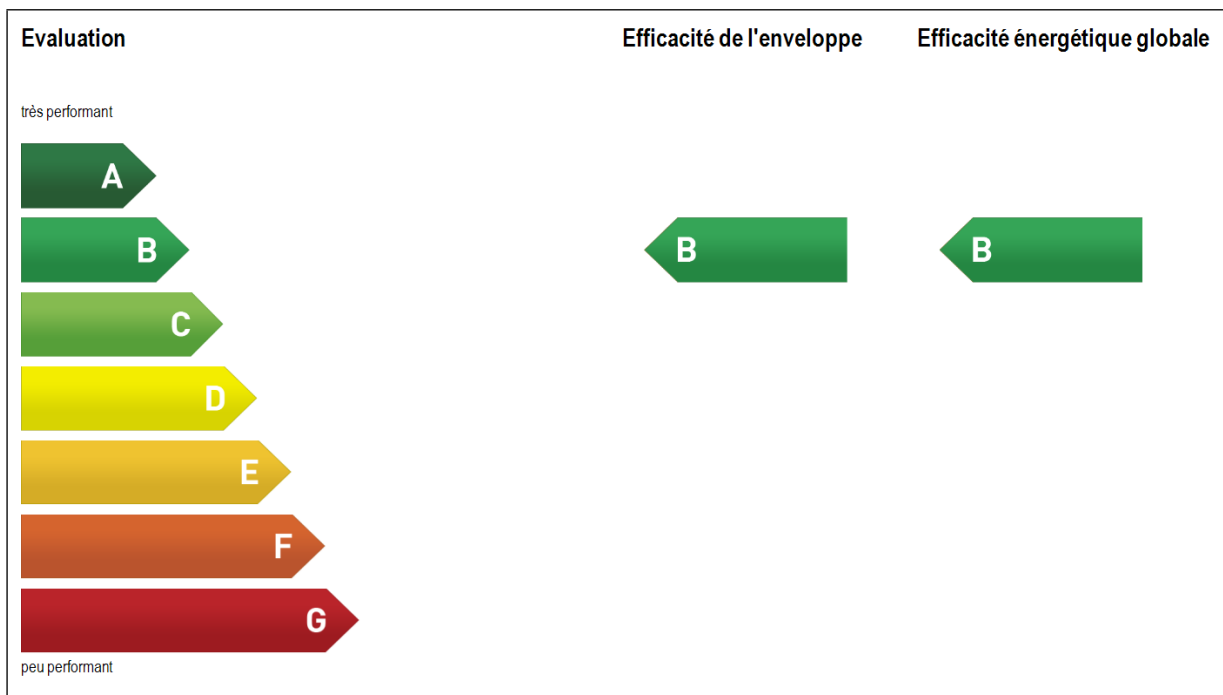 Evaluation
Efficacité de l'enveloppe
Efficacité énergétique globale
très performant
A
B
B
B
C
D
E
F
G
peu performant